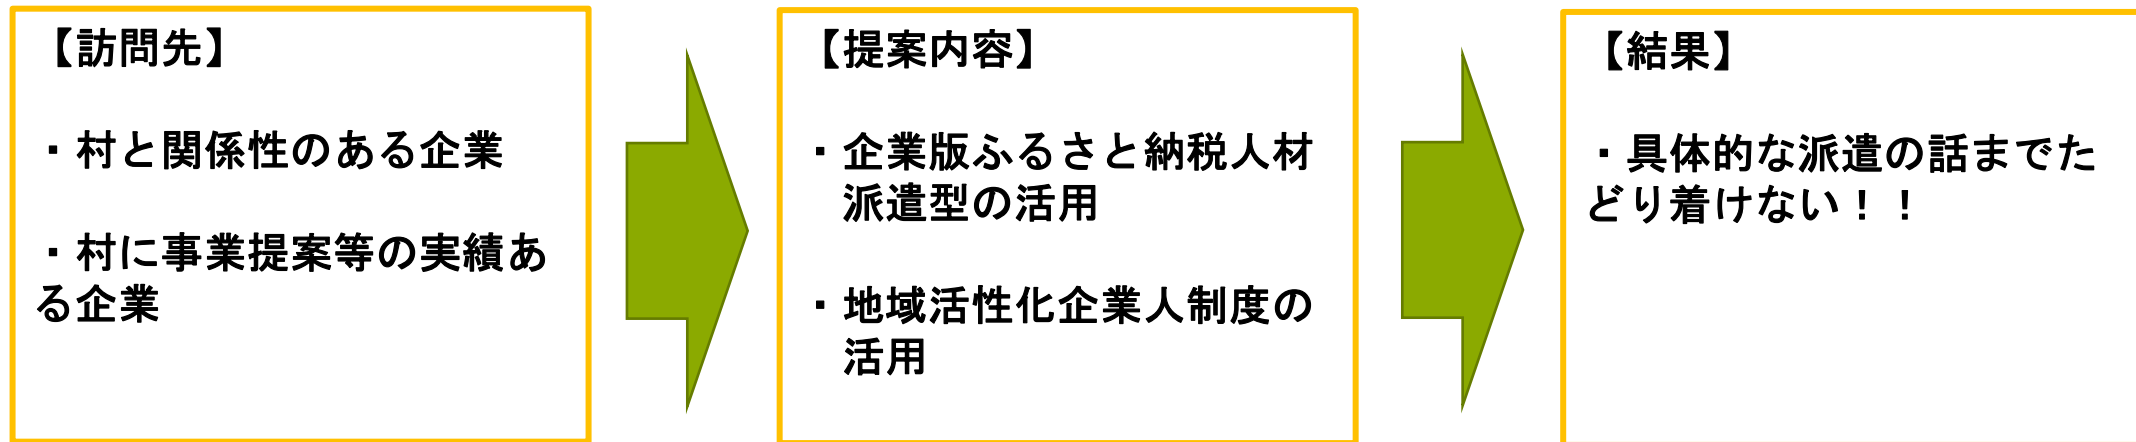 【訪問先】
・村と関係性のある企業
・村に事業提案等の実績あ
る企業
【提案内容】
・企業版ふるさと納税人材
派遣型の活用
・地域活性化企業人制度の
活用
【結果】
・具体的な派遣の話までた
どり着けない！！